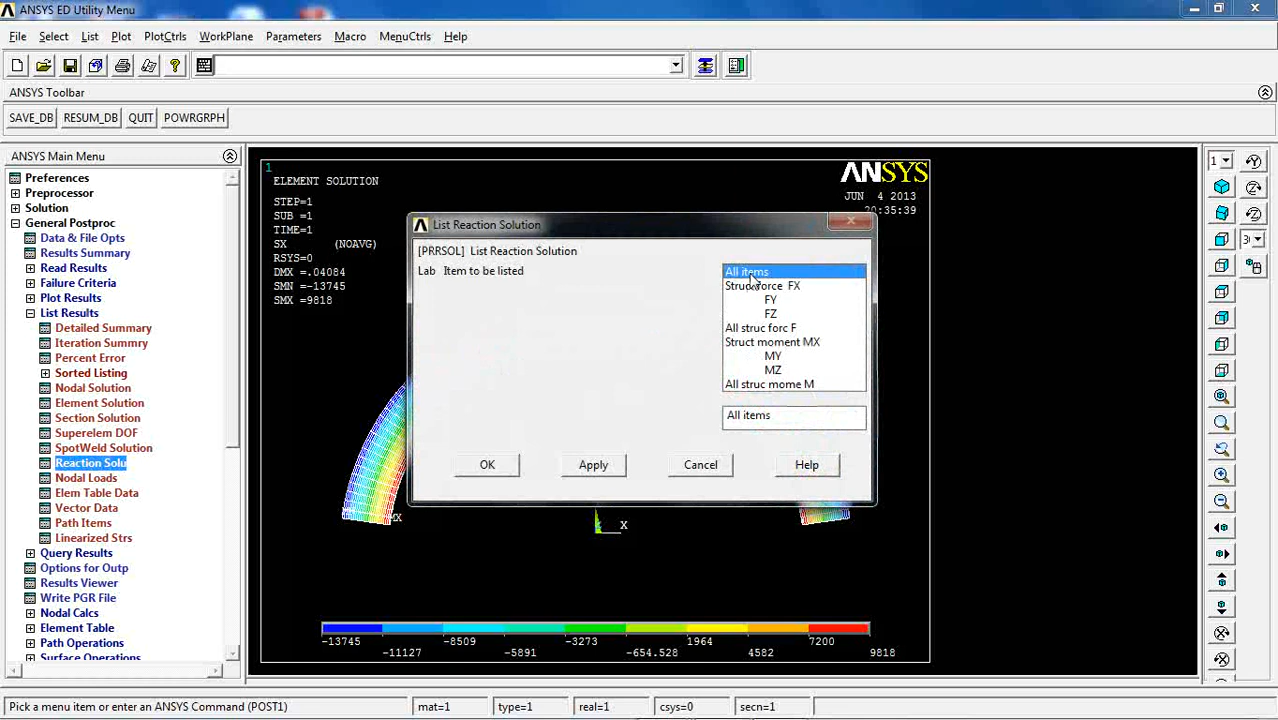 ANSYS ED Utility Menu
File Select List Plot PlotCtrls WorkPlane Parameters Macro MenuCtrls Help
ANSYS Toolbar
SAVE_DB RESUM_DB QUIT POWRGRPH
ANSYS Main Menu
Preferences
Preprocessor
Solution
General Postproc
Data & File Opts
Results Summary
Read Results
Failure Criteria
Plot Results
List Results
Detailed Summary
Iteration Summry
Percent Error
Sorted Listing
Nodal Solution
Element Solution
Section Solution
Superelem DOF
SpotWeld Solution
Reaction Solu
Nodal Loads
Elem Table Data
Vector Data
Path Items
Linearized Strs
Query Results
Options for Outp
Results Viewer
Write PGR File
Nodal Calcs
Element Table
Path Operations
Surface Operations
1
ELEMENT SOLUTION
STEP=1
SUB =1
TIME=1
SX (NOAVG)
RSYS=0
DMX =.04084
SMN =-13745
SMX =9818
ANSYS
JUN 4 2013
20:35:39
List Reaction Solution
[PRRSOL] List Reaction Solution
Lab Item to be listed
All items
Struct force FX
FY
FZ
All struc forc F
Struct moment MX
MY
MZ
All struc mome M
All items
OK Apply Cancel Help
MX
X
-13745 -8509 -3273 1964 7200
-11127 -5891 -654.528 4582 9818
1
3
Pick a menu item or enter an ANSYS Command (POST1) mat=1 type=1 real=1 csys=0 secn=1